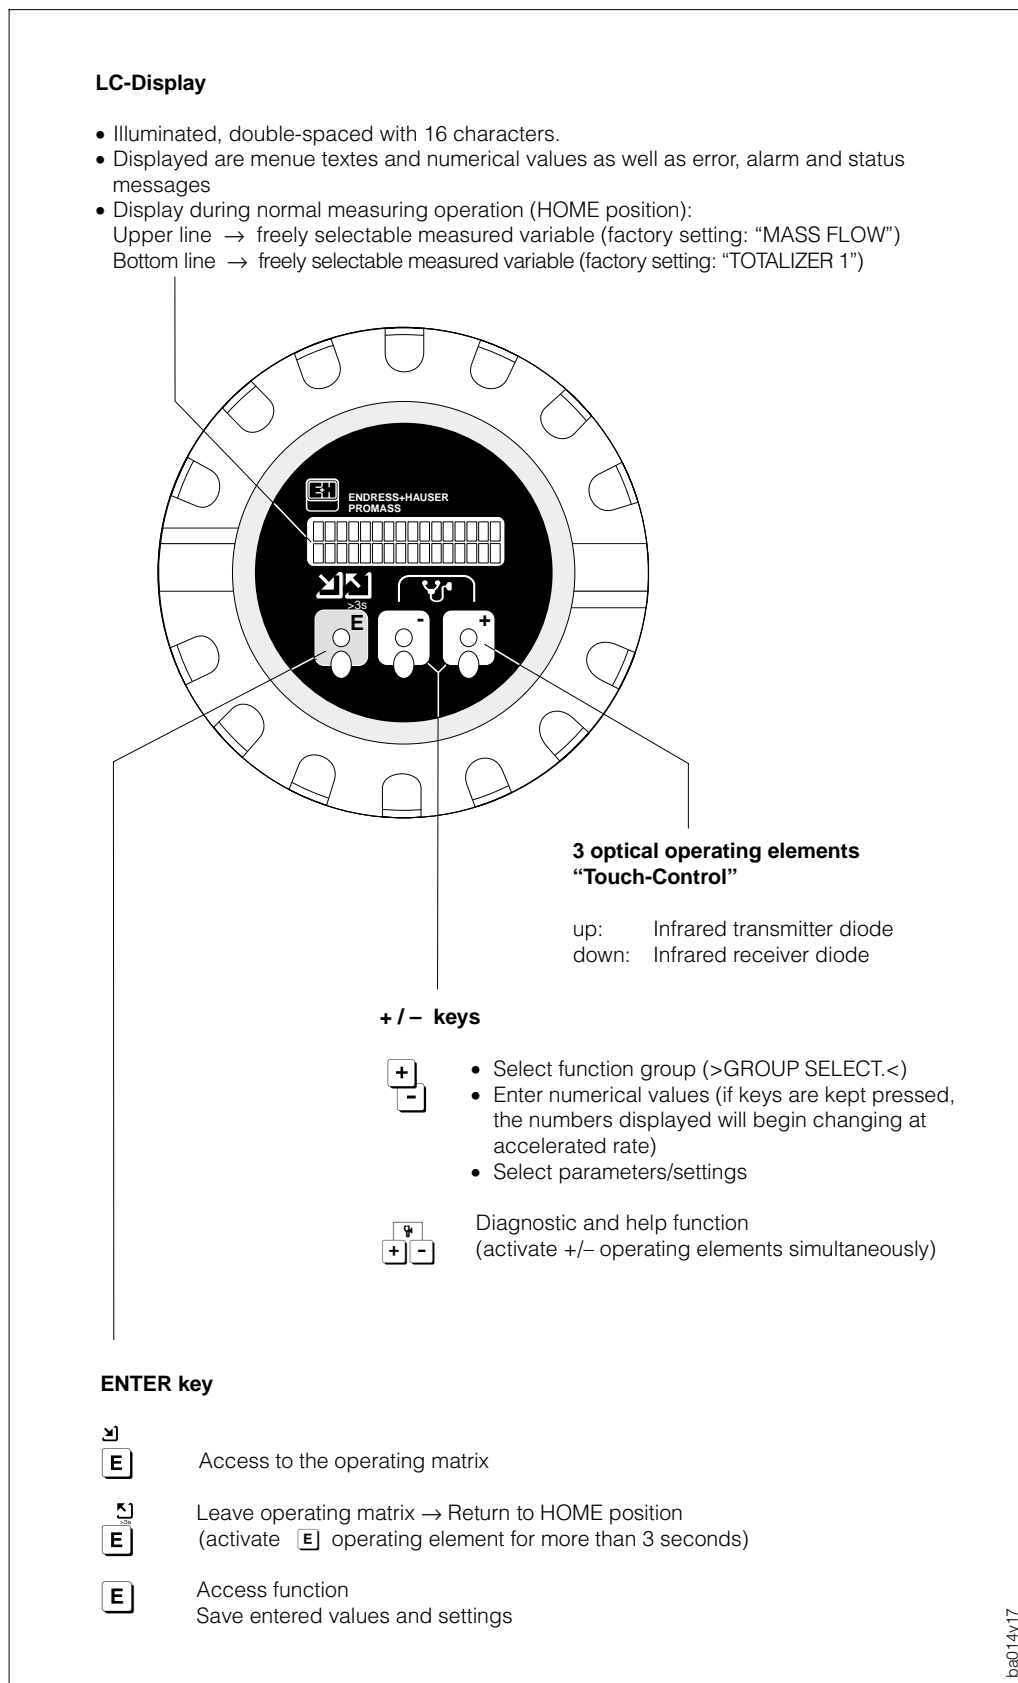 LC-Display
• Illuminated, double-spaced with 16 characters.
• Displayed are menue textes and numerical values as well as error, alarm and status
messages
• Display during normal measuring operation (HOME position):
Upper line → freely selectable measured variable (factory setting: “MASS FLOW”)
Bottom line → freely selectable measured variable (factory setting: “TOTALIZER 1”)
EH
ENDRESS+HAUSER
PROMASS
>3s
E - +
3 optical operating elements
“Touch-Control”
up: Infrared transmitter diode
down: Infrared receiver diode
+ / – keys
+
-
• Select function group (>GROUP SELECT.<)
• Enter numerical values (if keys are kept pressed,
the numbers displayed will begin changing at
accelerated rate)
• Select parameters/settings
Diagnostic and help function
+ - (activate +/– operating elements simultaneously)
ENTER key
E Access to the operating matrix
>3s
Leave operating matrix → Return to HOME position
E (activate E operating element for more than 3 seconds)
E Access function
Save entered values and settings
ba014v17